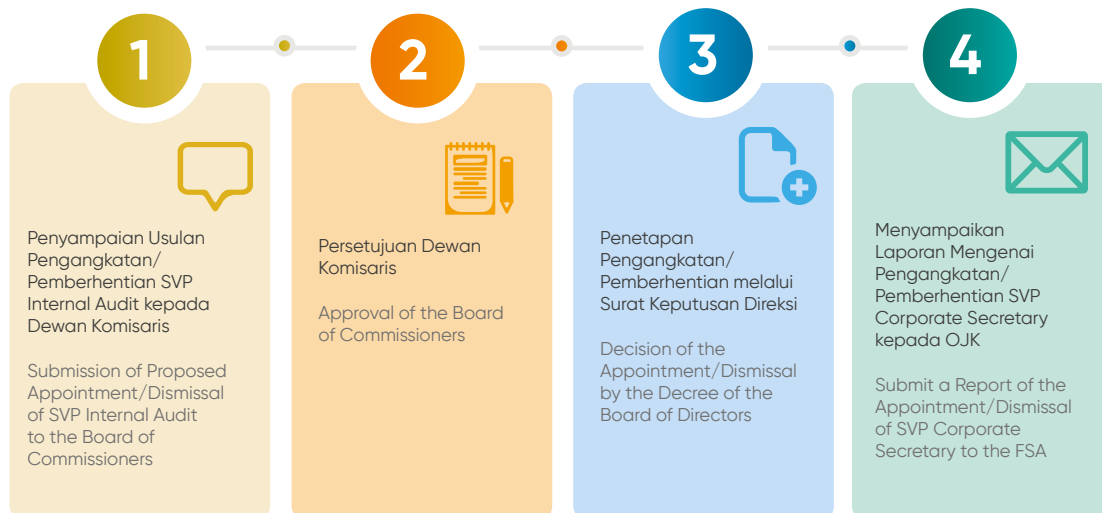 1
Penyampaian Usulan
Pengangkatan/
Pemberhentian SVP
Internal Audit kepada
Dewan Komisaris
Submission of Proposed
Appointment/Dismissal
of SVP Internal Audit
to the Board of
Commissioners
2
Persetujuan Dewan
Komisaris
Approval of the Board
of Commissioners
3
Penetapan
Pengangkatan/
Pemberhentian melalui
Surat Keputusan Direksi
Decision of the
Appointment/Dismissal
by the Decree of the
Board of Directors
4
Menyampaikan
Laporan Mengenai
Pengangkatan/
Pemberhentian SVP
Corporate Secretary
kepada OJK
Submit a Report of the
Appointment/Dismissal
of SVP Corporate
Secretary to the FSA